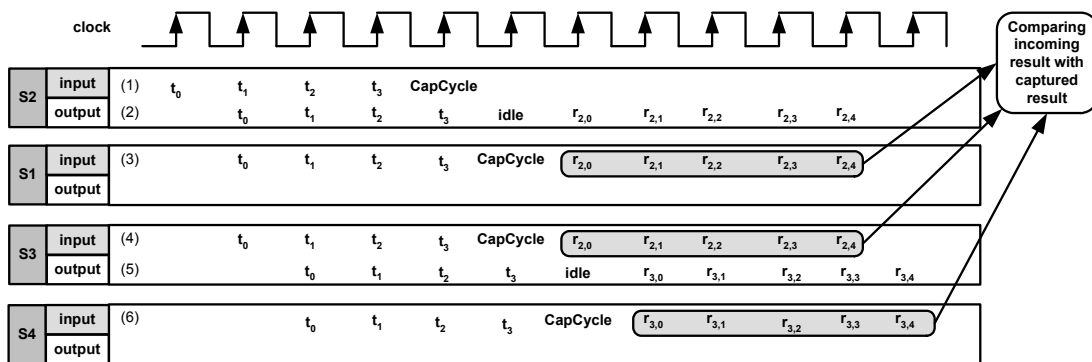 clock
Comparing
incoming
result with
captured
result
S2
input
(1) t0 t1 t2 t3 CapCycle
output
(2) t0 t1 t2 t3 idle r2,0 r2,1 r2,2 r2,3 r2,4
S1
input
(3) t0 t1 t2 t3 CapCycle r2,0 r2,1 r2,2 r2,3 r2,4
output
S3
input
(4) t0 t1 t2 t3 CapCycle r2,0 r2,1 r2,2 r2,3 r2,4
output
(5) t0 t1 t2 t3 idle r3,0 r3,1 r3,2 r3,3 r3,4
S4
input
(6) t0 t1 t2 t3 CapCycle r3,0 r3,1 r3,2 r3,3 r3,4
output